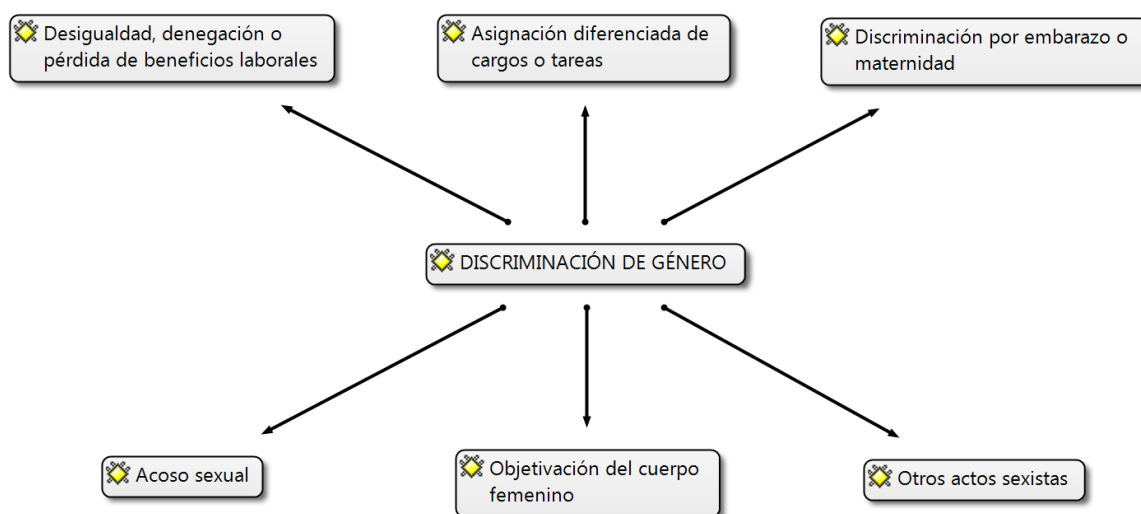 Desigualdad, denegación o
pérdida de beneficios laborales
Asignación diferenciada de
cargos o tareas
Discriminación por embarazo o
maternidad
DISCRIMINACIÓN DE GÉNERO
Acoso sexual
Objetivación del cuerpo
femenino
Otros actos sexistas